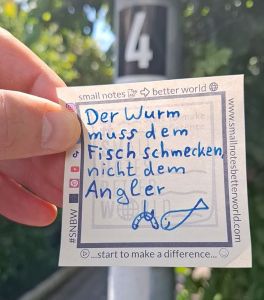 4
small notes better world
Der Wurm
muss dem
Fisch schmecken,
nicht dem
Angler
www.smallnotesbetterworld.com
#SNBW
...start to make a difference...